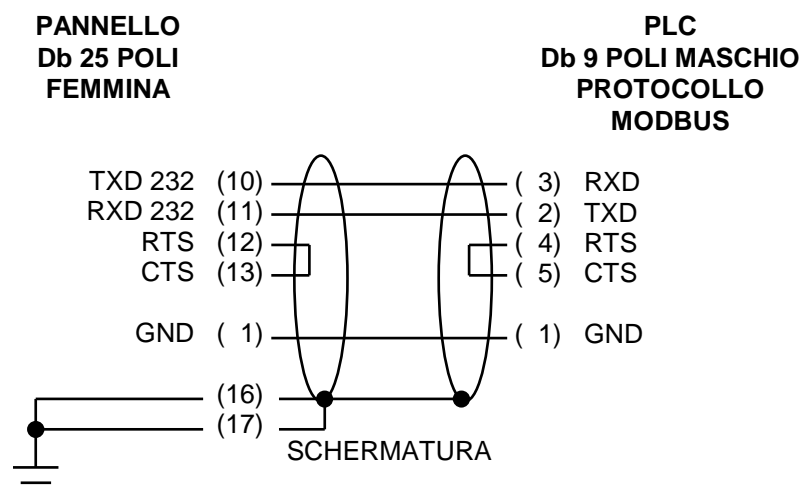 PANNELLO
Db 25 POLI
FEMMINA
PLC
Db 9 POLI MASCHIO
PROTOCOLLO
MODBUS
TXD 232 (10) ( 3) RXD
RXD 232 (11) ( 2) TXD
RTS (12) ( 4) RTS
CTS (13) ( 5) CTS
GND ( 1) ( 1) GND
(16)
(17)
SCHERMATURA